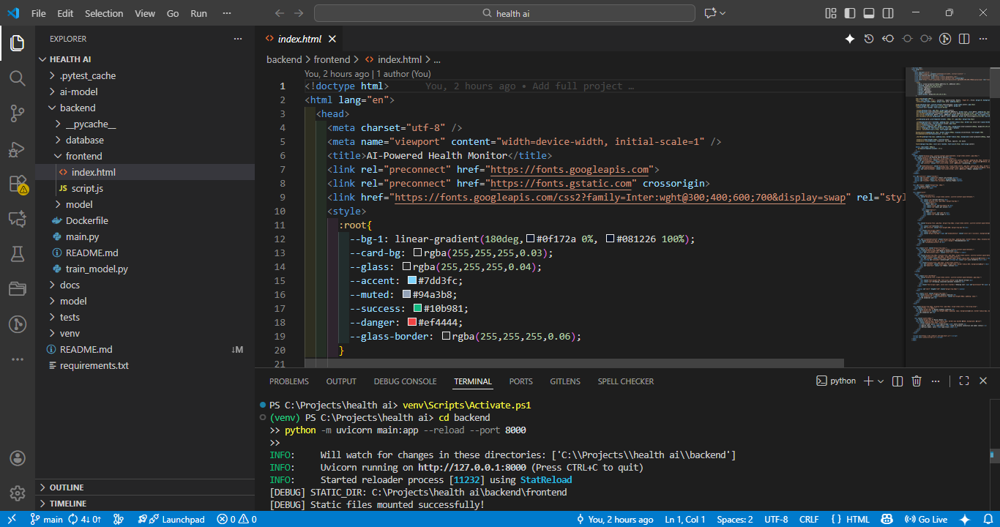 File Edit Selection View Go Run ··· health ai
EXPLORER ···
HEALTH AI
.pytest_cache
ai-model
backend
__pycache__
database
frontend
index.html
JS script.js
model
Dockerfile
main.py
README.md
train_model.py
docs
model
tests
venv
README.md ↓M
requirements.txt
OUTLINE
TIMELINE
index.html
backend > frontend > index.html > ...
You, 2 hours ago | 1 author (You)
1 <!doctype html> You, 2 hours ago • Add full project …
2 <html lang="en">
3 <head>
4 <meta charset="utf-8" />
5 <meta name="viewport" content="width=device-width, initial-scale=1" />
6 <title>AI-Powered Health Monitor</title>
7 <link rel="preconnect" href="https://fonts.googleapis.com">
8 <link rel="preconnect" href="https://fonts.gstatic.com" crossorigin>
9 <link href="https://fonts.googleapis.com/css2?family=Inter:wght@300;400;600;700&display=swap" rel="styl
10 <style>
11 :root{
12 --bg-1: linear-gradient(180deg,#0f172a 0%, #081226 100%);
13 --card-bg: rgba(255,255,255,0.03);
14 --glass: rgba(255,255,255,0.04);
15 --accent: #7dd3fc;
16 --muted: #94a3b8;
17 --success: #10b981;
18 --danger: #ef4444;
19 --glass-border: rgba(255,255,255,0.06);
20 }
21
PROBLEMS OUTPUT DEBUG CONSOLE TERMINAL PORTS GITLENS SPELL CHECKER python
PS C:\Projects\health ai> venv\Scripts\Activate.ps1
(venv) PS C:\Projects\health ai> cd backend
>> python -m uvicorn main:app --reload --port 8000
>>
INFO: Will watch for changes in these directories: ['C:\\Projects\\health ai\\backend']
INFO: Uvicorn running on http://127.0.0.1:8000 (Press CTRL+C to quit)
INFO: Started reloader process [11232] using StatReload
[DEBUG] STATIC_DIR: C:\Projects\health ai\backend\frontend
[DEBUG] Static files mounted successfully!
main 4↓ 0↑ Launchpad 0 0 You, 2 hours ago Ln 1, Col 1 Spaces: 2 UTF-8 CRLF { } HTML Go Live